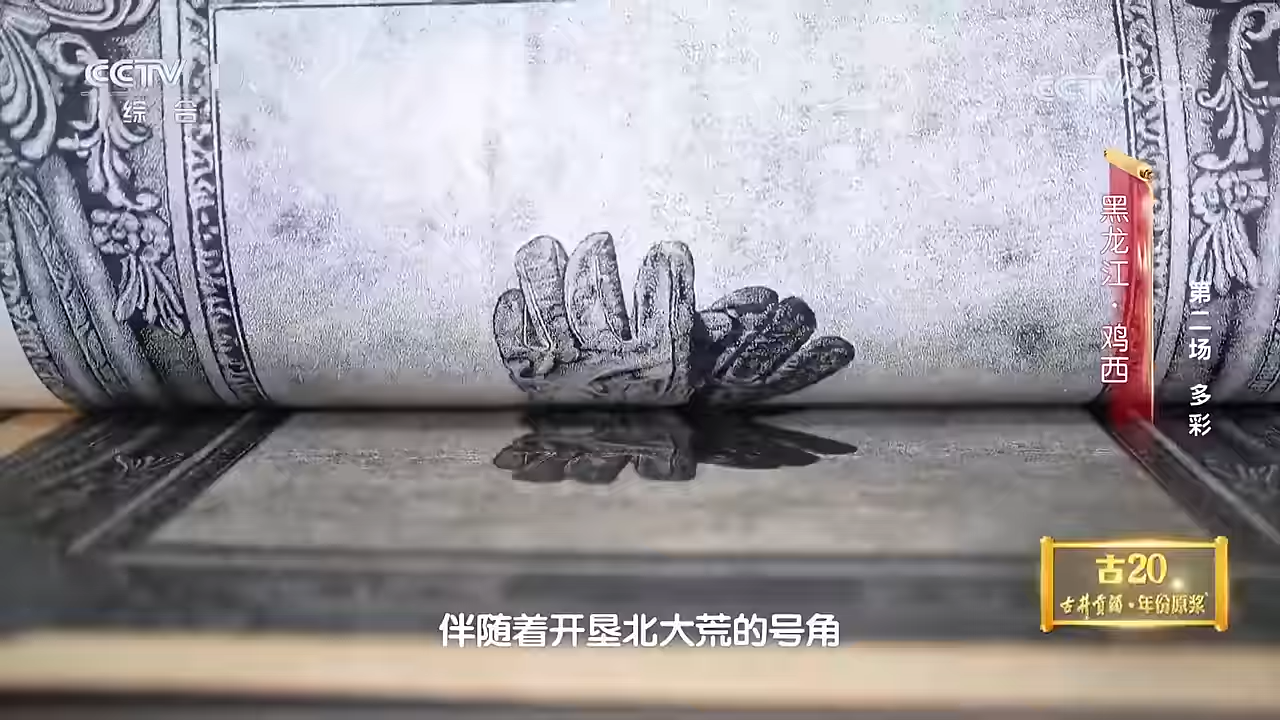 CCTV
综合
CCTV
黑龙江·鸡西
第二场 多彩
古20
古井贡酒·年份原浆
伴随着开垦北大荒的号角